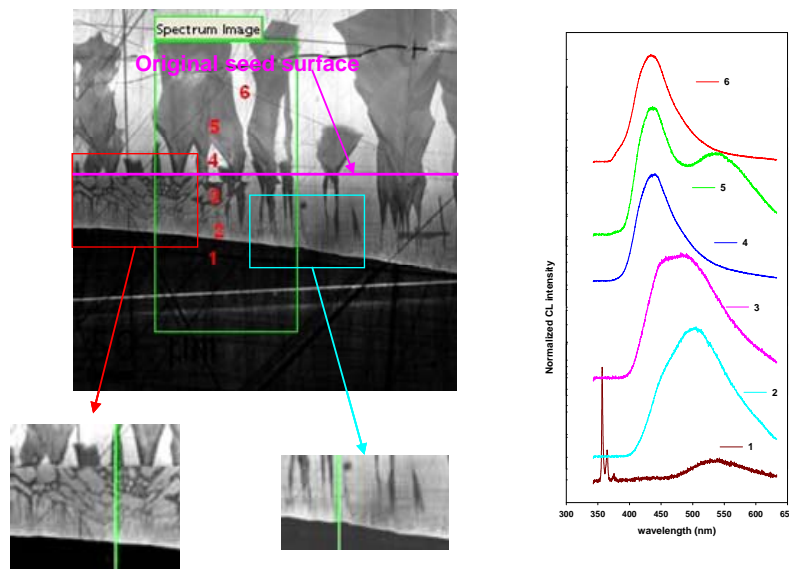 Spectrum Image
Original seed surface
6
5
4
3
2
1
Normalized CL intensity
6
5
4
3
2
1
300 350 400 450 500 550 600 650
wavelength (nm)